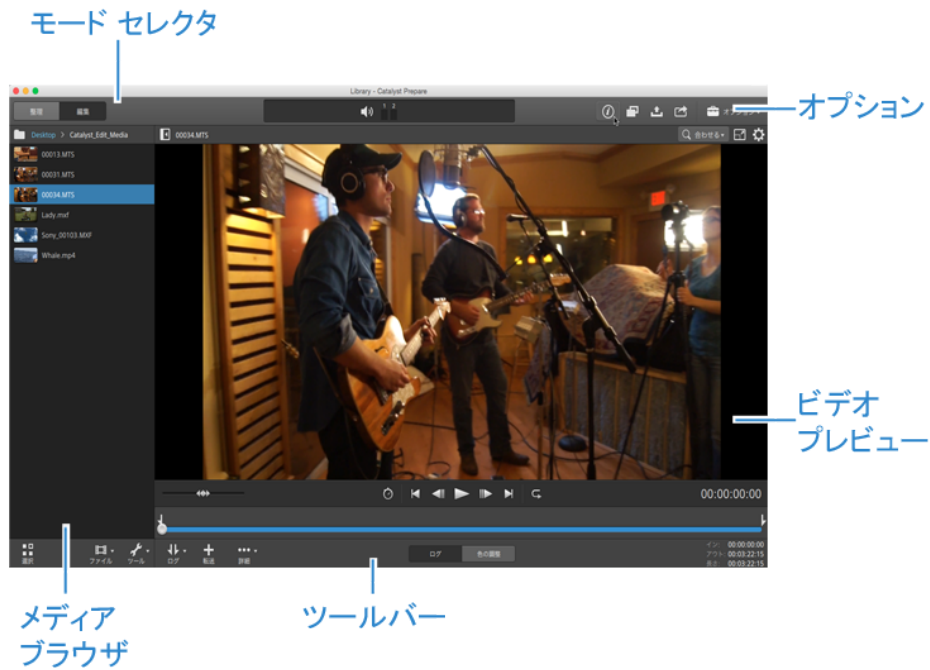 モード セレクタ
Library - Catalyst Prepare
整理 編集
1 2
オプション
オプション
Desktop > Catalyst_Edit_Media
00034.MTS
合わせる
00013.MTS
00031.MTS
00034.MTS
Lady.mxf
Sony_00103.MXF
Whale.mp4
ビデオ
プレビュー
00:00:00:00
選択 ファイル ツール ログ 転送 詳細
ログ 色の調整
イン: 00:00:00:00
アウト: 00:03:22:15
長さ: 00:03:22:15
メディア
ブラウザ
ツールバー